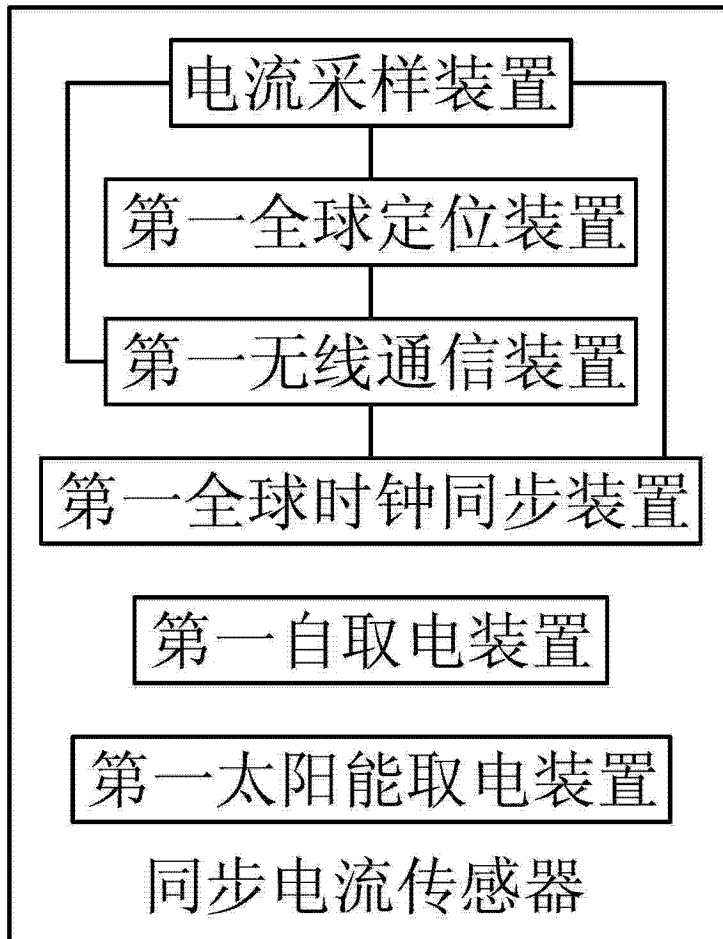 电流采样装置
第一全球定位装置
第一无线通信装置
第一全球时钟同步装置
第一自取电装置
第一太阳能取电装置
同步电流传感器